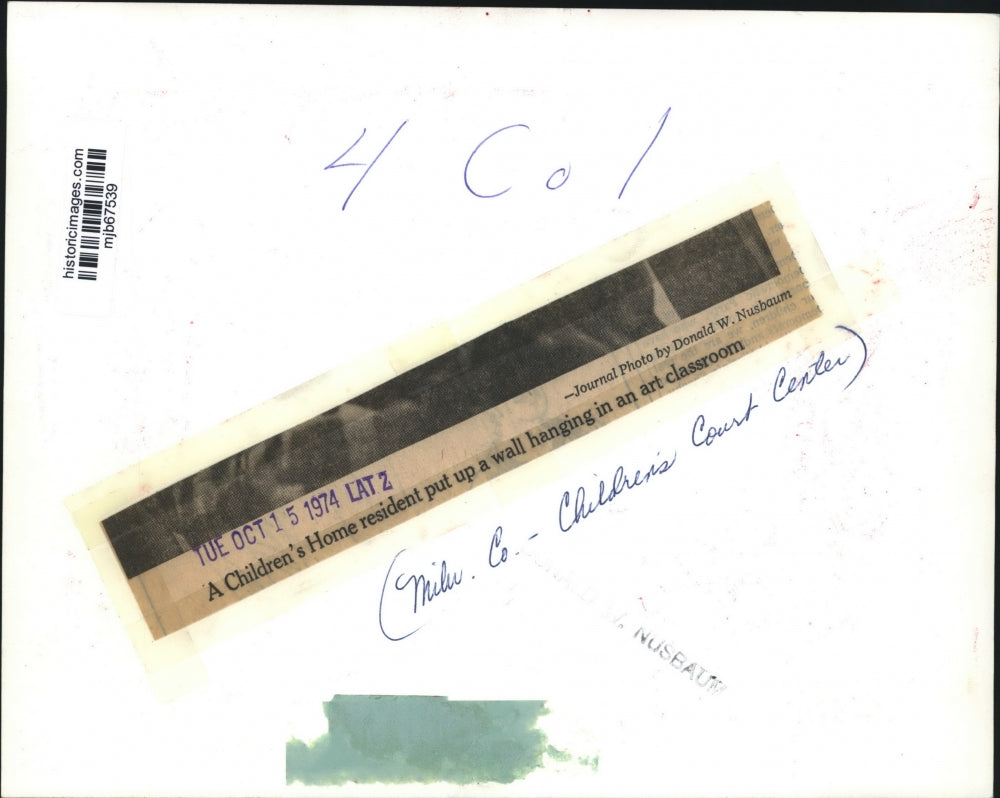 4 Col
historicimages.com
mjb67539
—Journal Photo by Donald W. Nusbaum
TUE OCT 15 1974 LAT 2
A Children's Home resident put up a wall hanging in an art classroom
(Milw. Co. - Children's Court Center)
W. NUSBAUM